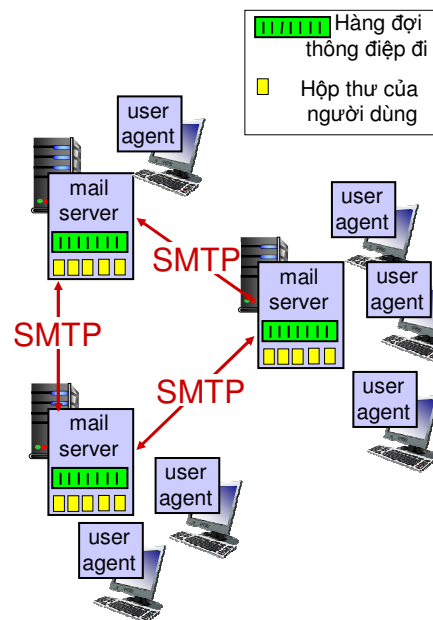 Hàng đợi
thông điệp đi
Hộp thư của
người dùng
user
agent
mail
server
SMTP
user
agent
mail
server
user
agent
SMTP
SMTP
user
agent
mail
server
user
agent
user
agent